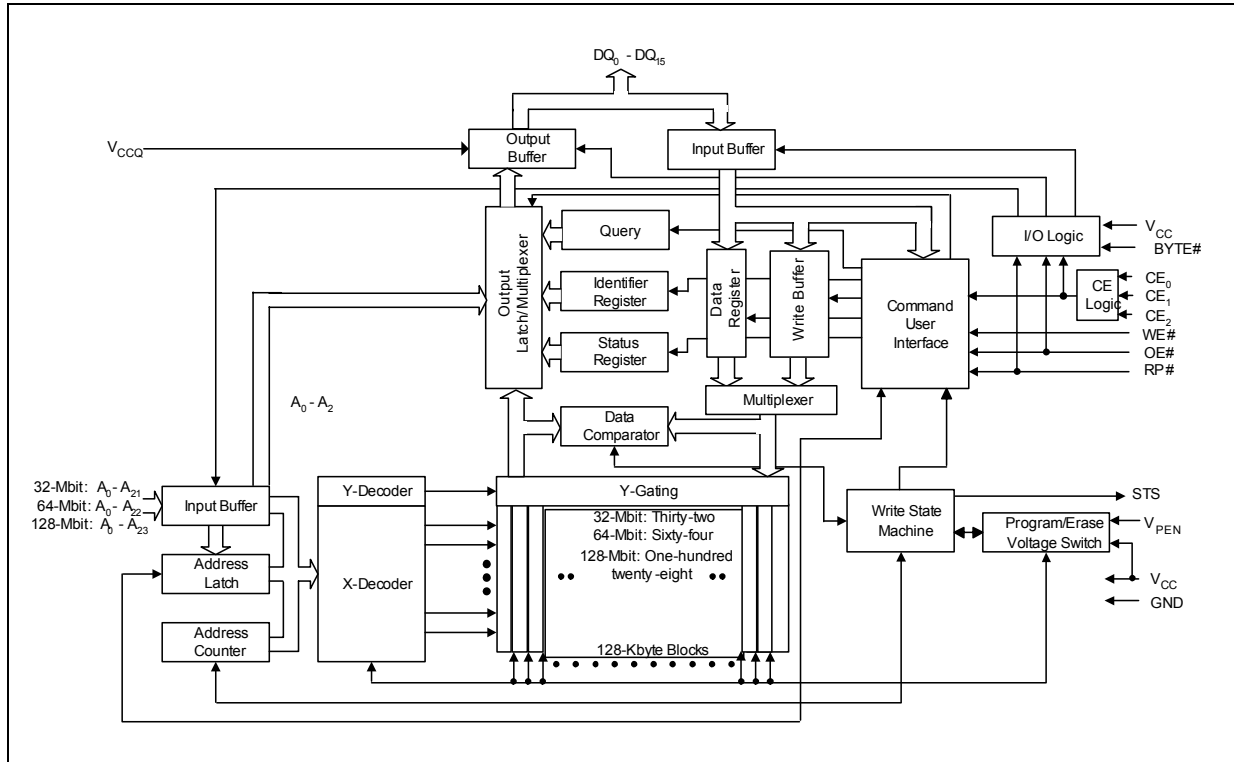 DQ0 - DQ15
VCCQ
Output
Buffer
Input Buffer
Output
Latch/Multiplexer
Query
Identifier
Register
Status
Register
Data
Register
Write Buffer
Command
User
Interface
I/O Logic
VCC
BYTE#
CE
Logic
CE0
CE1
CE2
WE#
OE#
RP#
Multiplexer
A0 - A2
Data
Comparator
32-Mbit: A0 - A21
64-Mbit: A0 - A22
128-Mbit: A0 - A23
Input Buffer
Y-Decoder
Y-Gating
Address
Latch
X-Decoder
Address
Counter
32-Mbit: Thirty-two
64-Mbit: Sixty-four
128-Mbit: One-hundred
twenty-eight
128-Kbyte Blocks
Write State
Machine
STS
Program/Erase
Voltage Switch
VPEN
VCC
GND